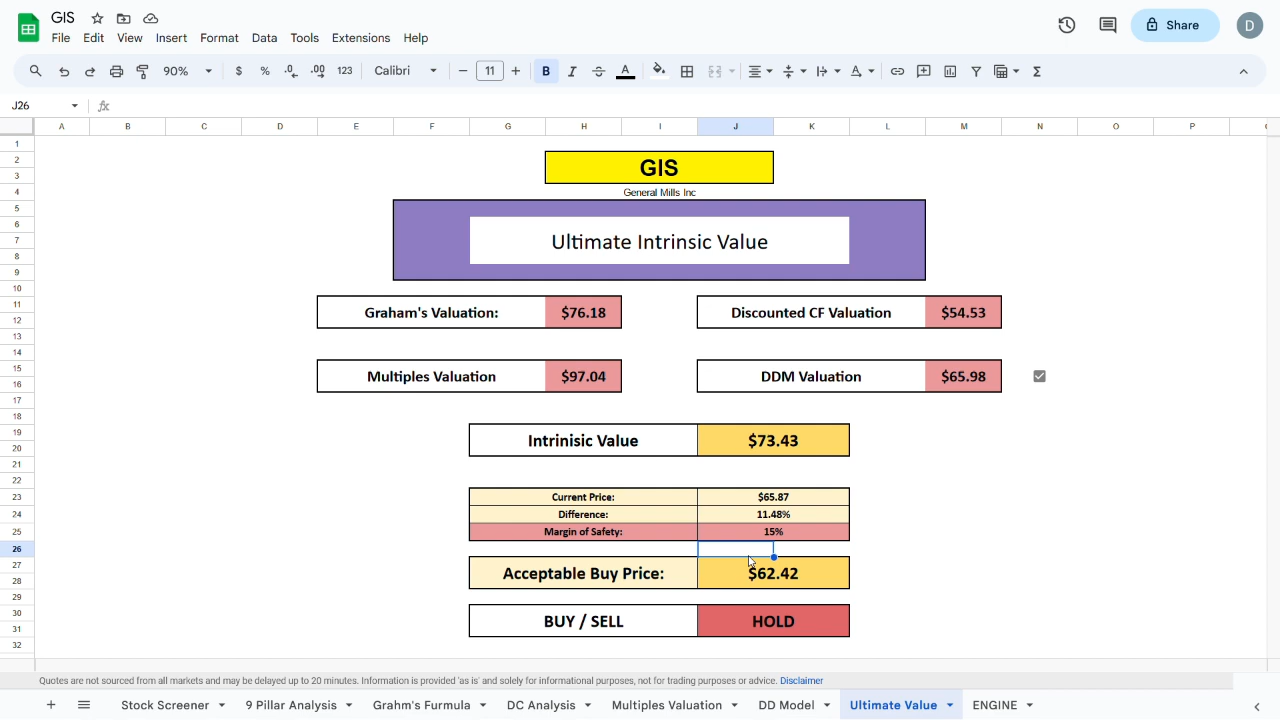 GIS
File Edit View Insert Format Data Tools Extensions Help
Share
D
90% $ % .0 .00 123 Calibri 11 B I S A
J26 fx
A B C D E F G H I J K L M N O P
1
2
3
4
5
6
7
8
9
10
11
12
13
14
15
16
17
18
19
20
21
22
23
24
25
26
27
28
29
30
31
32
GIS
General Mills Inc
Ultimate Intrinsic Value
Graham's Valuation: $76.18 Discounted CF Valuation $54.53
Multiples Valuation $97.04 DDM Valuation $65.98
Intrinisic Value $73.43
Current Price: $65.87
Difference: 11.48%
Margin of Safety: 15%
Acceptable Buy Price: $62.42
BUY / SELL HOLD
Quotes are not sourced from all markets and may be delayed up to 20 minutes. Information is provided 'as is' and solely for informational purposes, not for trading purposes or advice. Disclaimer
Stock Screener 9 Pillar Analysis Grahm's Furmula DC Analysis Multiples Valuation DD Model Ultimate Value ENGINE